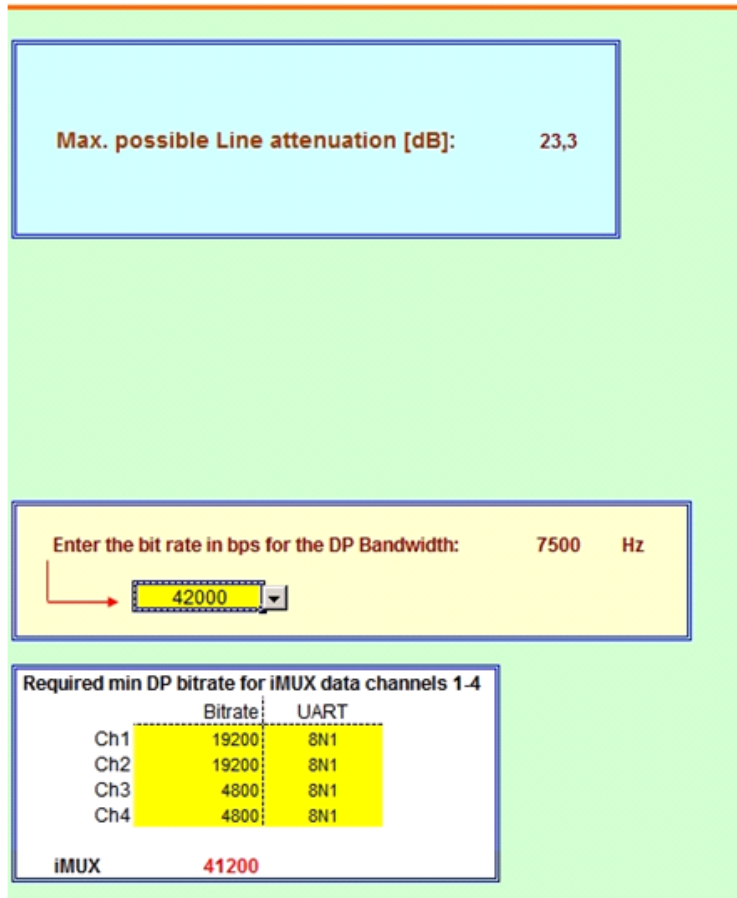 Max. possible Line attenuation [dB]: 23,3
Enter the bit rate in bps for the DP Bandwidth: 7500 Hz
42000
Required min DP bitrate for iMUX data channels 1-4
Bitrate UART
Ch1 19200 8N1
Ch2 19200 8N1
Ch3 4800 8N1
Ch4 4800 8N1
iMUX 41200